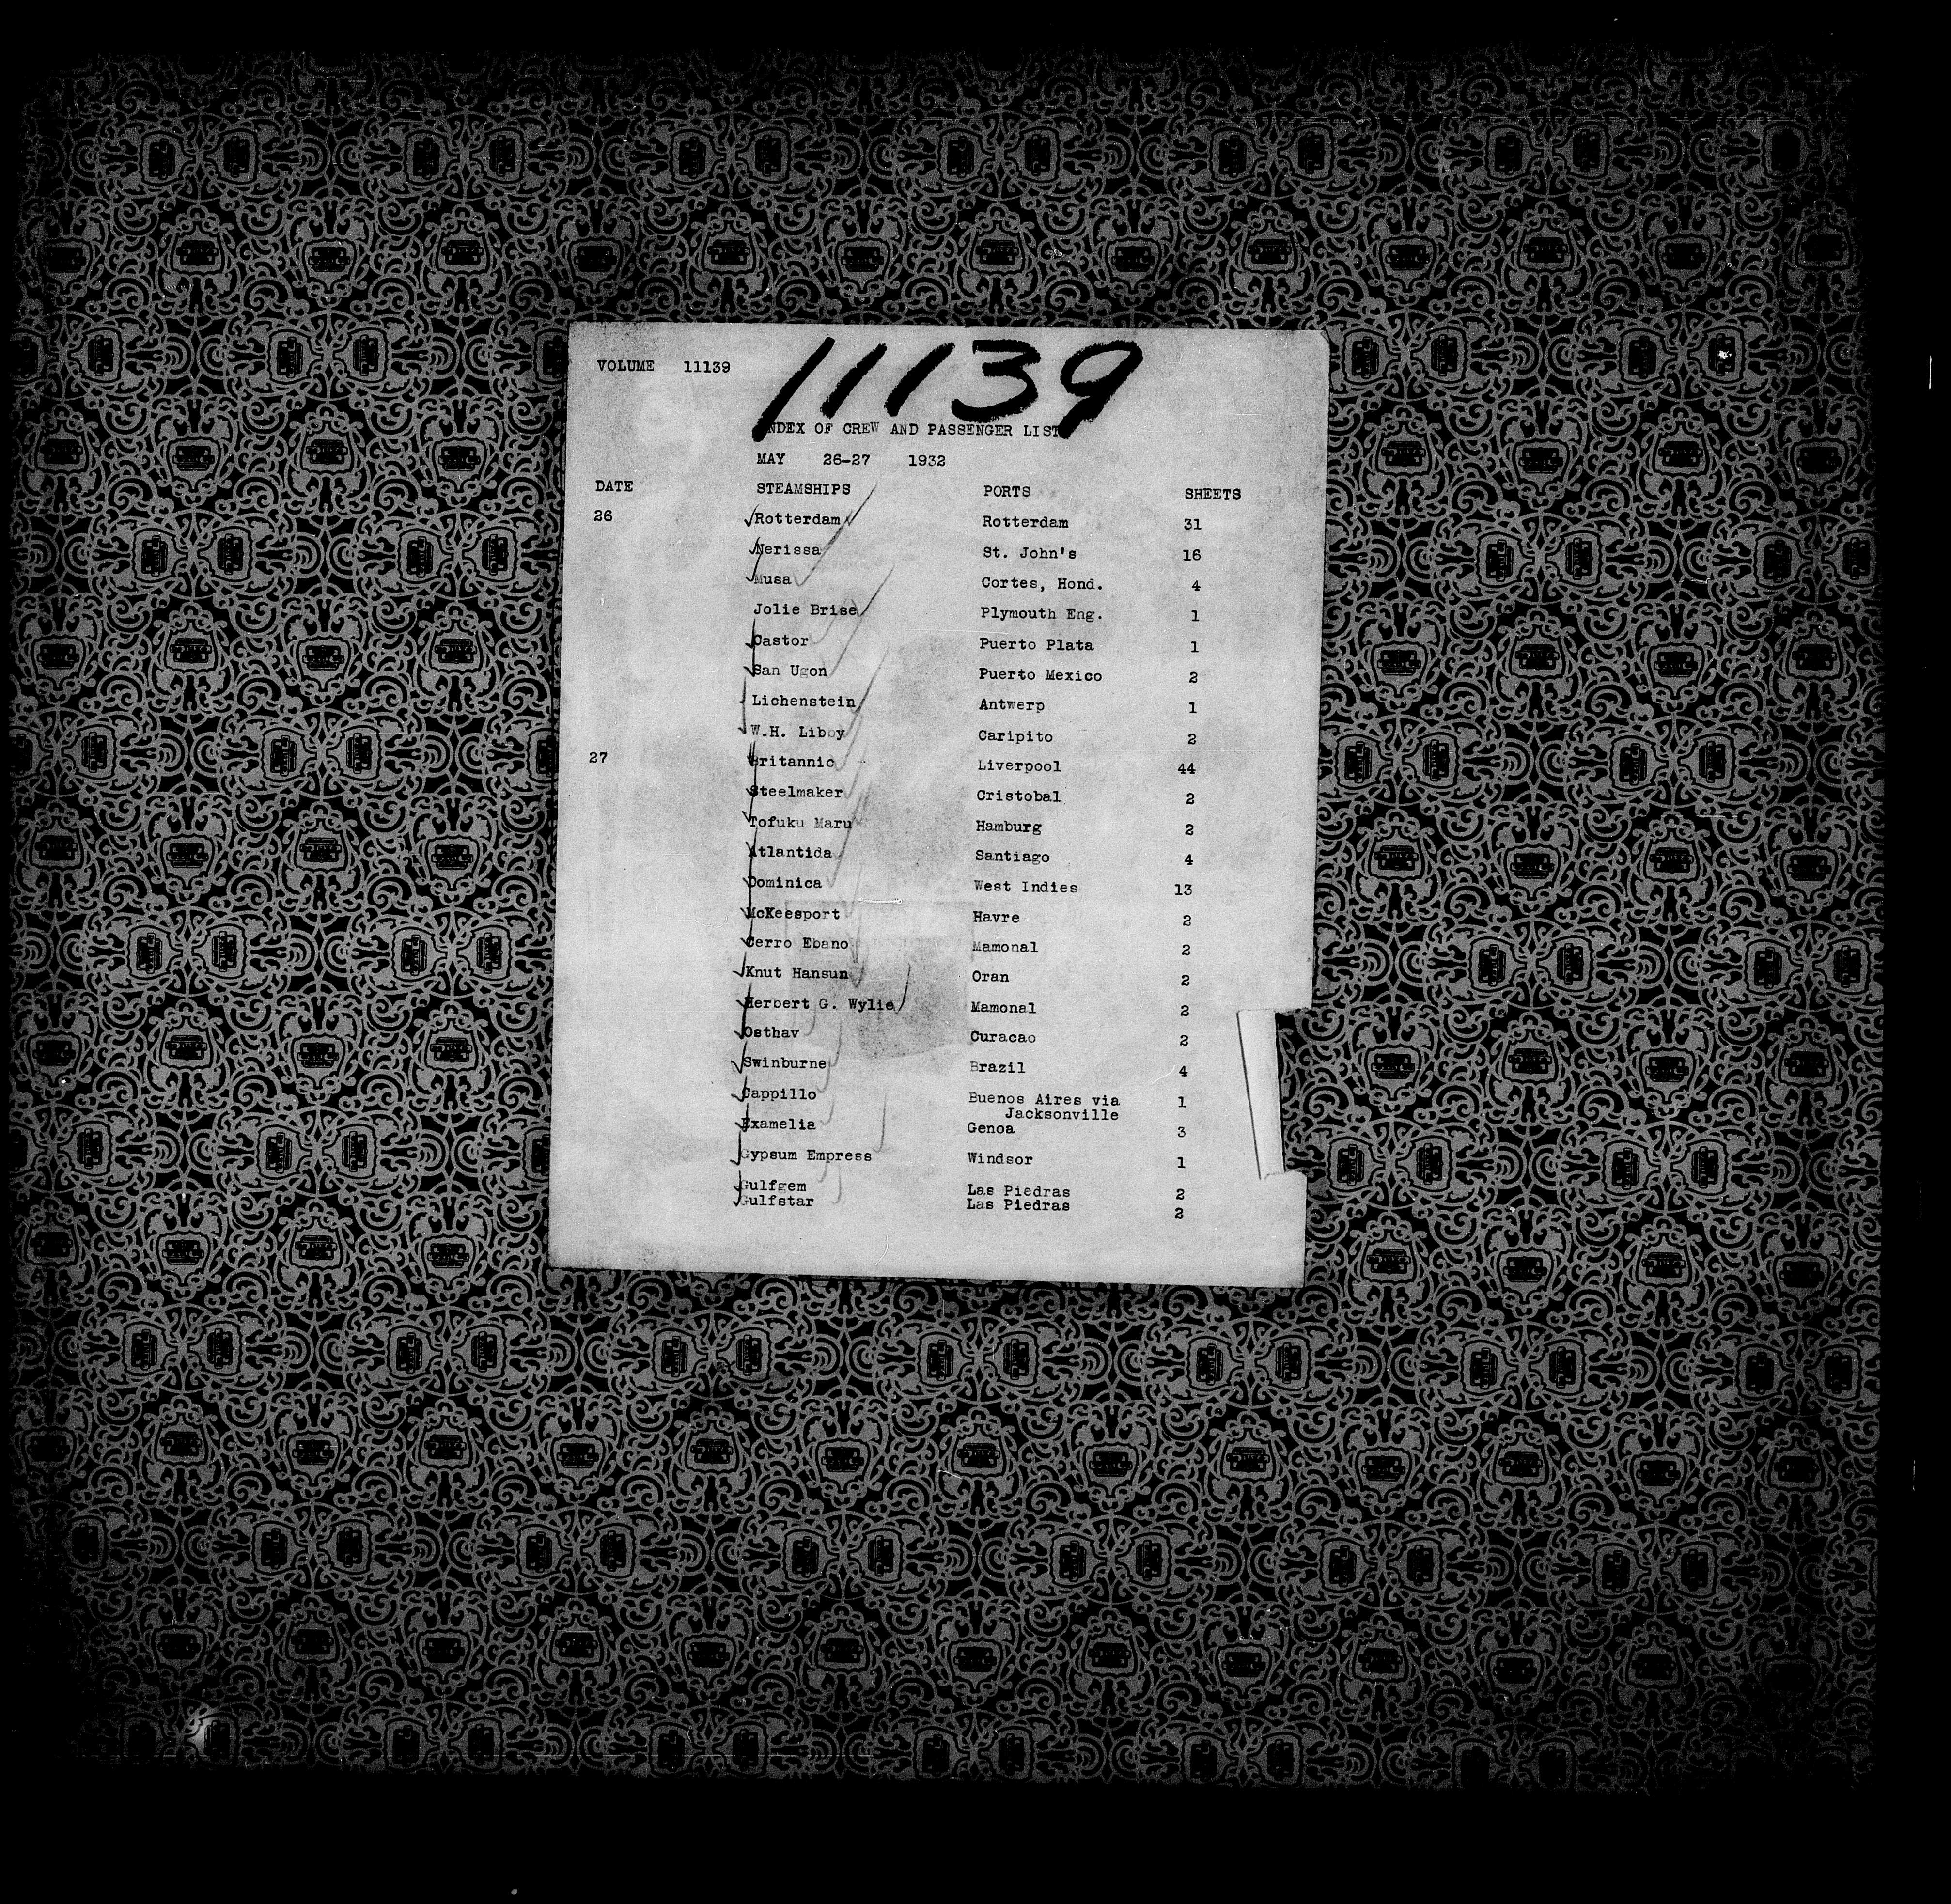 VOLUME 11139
11139
INDEX OF CREW AND PASSENGER LIST
MAY 26-27 1932
DATE STEAMSHIPS PORTS SHEETS
26 Rotterdam Rotterdam 31
Nerissa St. John's 16
Musa Cortes, Hond. 4
Jolie Brise Plymouth Eng. 1
Castor Puerto Plata 1
San Ugon Puerto Mexico 2
Lichenstein Antwerp 1
W.H. Libby Caripito 2
27 Britannic Liverpool 44
Steelmaker Cristobal 2
Tofuku Maru Hamburg 2
Atlantida Santiago 4
Dominica West Indies 13
McKeesport Havre 2
Cerro Ebano Mamonal 2
Knut Hansun Oran 2
Herbert G. Wylie Mamonal 2
Osthav Curacao 2
Swinburne Brazil 4
Cappillo Buenos Aires via 1
Jacksonville
Examelia Genoa 3
Gypsum Empress Windsor 1
Gulfgem Las Piedras 2
Gulfstar Las Piedras 2